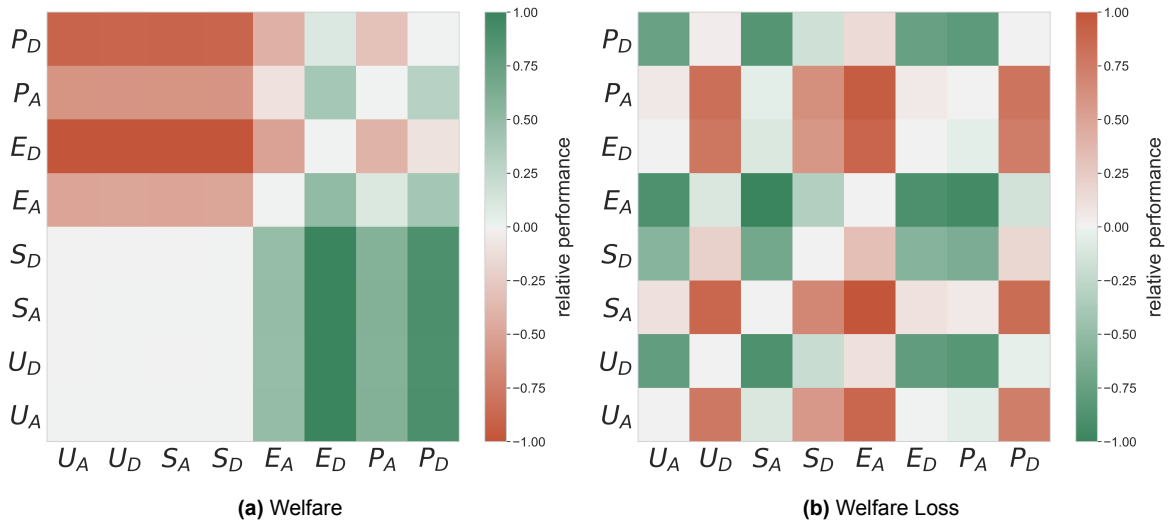 P_D
P_A
E_D
E_A
S_D
S_A
U_D
U_A
U_A U_D S_A S_D E_A E_D P_A P_D
1.00
0.75
0.50
0.25
0.00
−0.25
−0.50
−0.75
−1.00
relative performance
(a) Welfare
P_D
P_A
E_D
E_A
S_D
S_A
U_D
U_A
U_A U_D S_A S_D E_A E_D P_A P_D
1.00
0.75
0.50
0.25
0.00
−0.25
−0.50
−0.75
−1.00
relative performance
(b) Welfare Loss